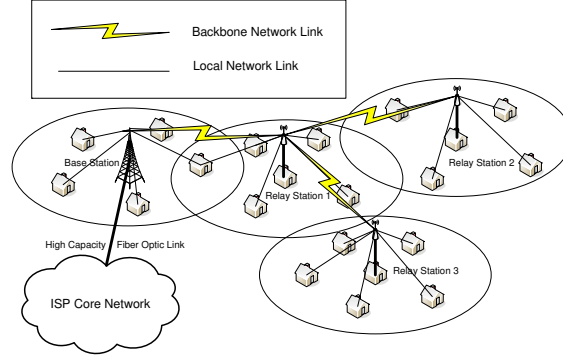 Backbone Network Link
Local Network Link
Base Station
Relay Station 1
Relay Station 2
Relay Station 3
High Capacity Fiber Optic Link
ISP Core Network